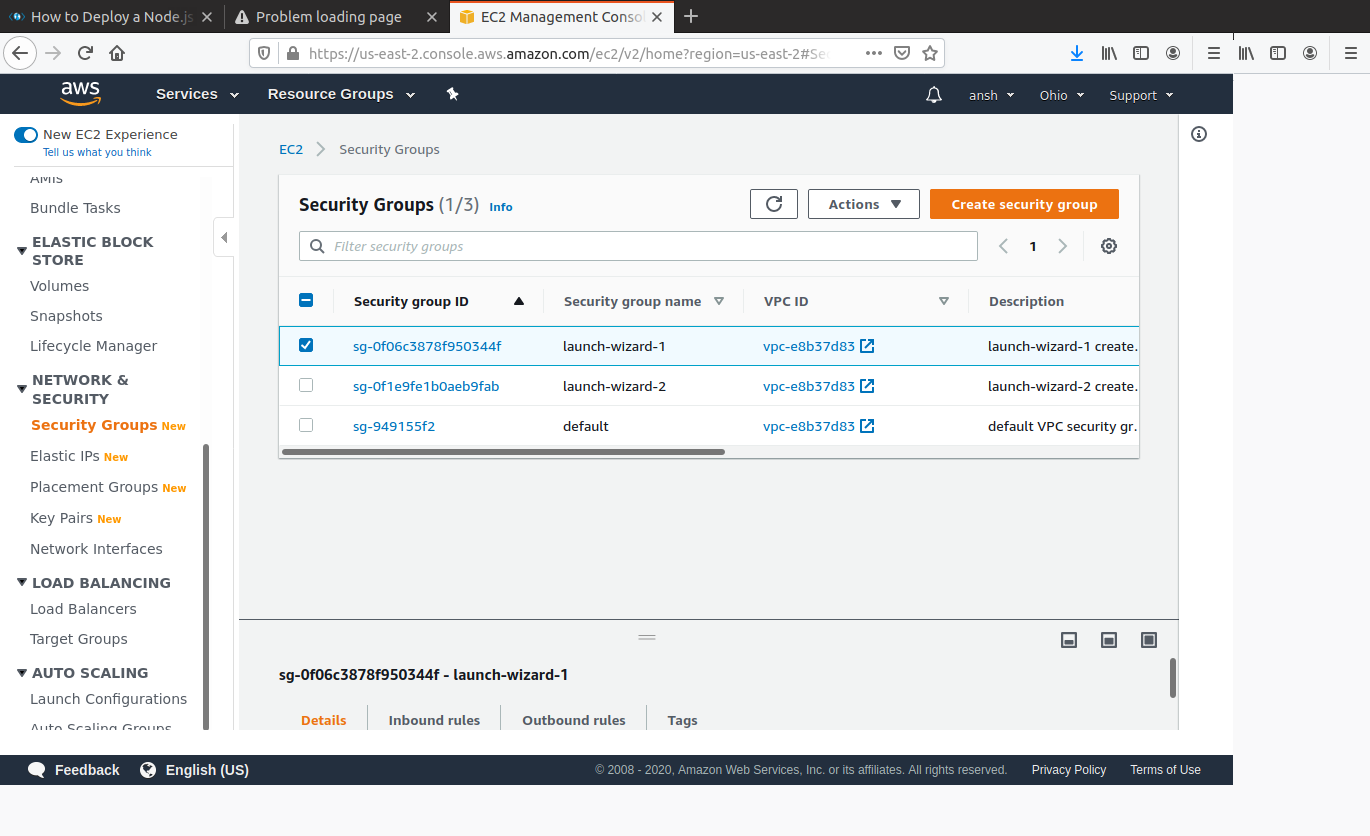 How to Deploy a Node.js
Problem loading page
EC2 Management Consol
https://us-east-2.console.aws.amazon.com/ec2/v2/home?region=us-east-2#Sec
aws
Services
Resource Groups
ansh
Ohio
Support
New EC2 Experience
Tell us what you think
AMIs
Bundle Tasks
ELASTIC BLOCK
STORE
Volumes
Snapshots
Lifecycle Manager
NETWORK &
SECURITY
Security Groups New
Elastic IPs New
Placement Groups New
Key Pairs New
Network Interfaces
LOAD BALANCING
Load Balancers
Target Groups
AUTO SCALING
Launch Configurations
Auto Scaling Groups
EC2 > Security Groups
Security Groups (1/3) Info
Actions
Create security group
Filter security groups
1
Security group ID Security group name VPC ID Description
sg-0f06c3878f950344f launch-wizard-1 vpc-e8b37d83 launch-wizard-1 create.
sg-0f1e9fe1b0aeb9fab launch-wizard-2 vpc-e8b37d83 launch-wizard-2 create.
sg-949155f2 default vpc-e8b37d83 default VPC security gr.
sg-0f06c3878f950344f - launch-wizard-1
Details Inbound rules Outbound rules Tags
Feedback English (US) © 2008 - 2020, Amazon Web Services, Inc. or its affiliates. All rights reserved. Privacy Policy Terms of Use